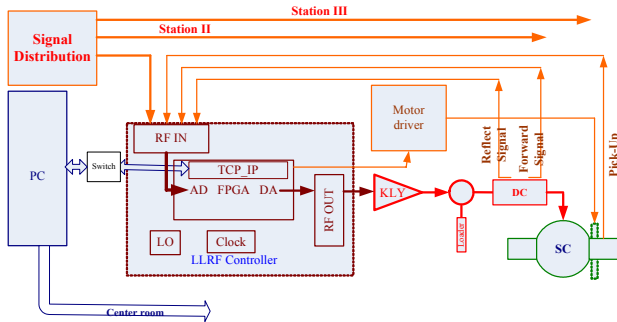 Station III
Signal
Distribution
Station II
RF IN
Motor
driver
Reflect
Signal
Forward
Signal
Pick-Up
PC
Switch
TCP_IP
AD FPGA DA
RF OUT
KLY
DC
Loader
LO
Clock
SC
LLRF Controller
Center room